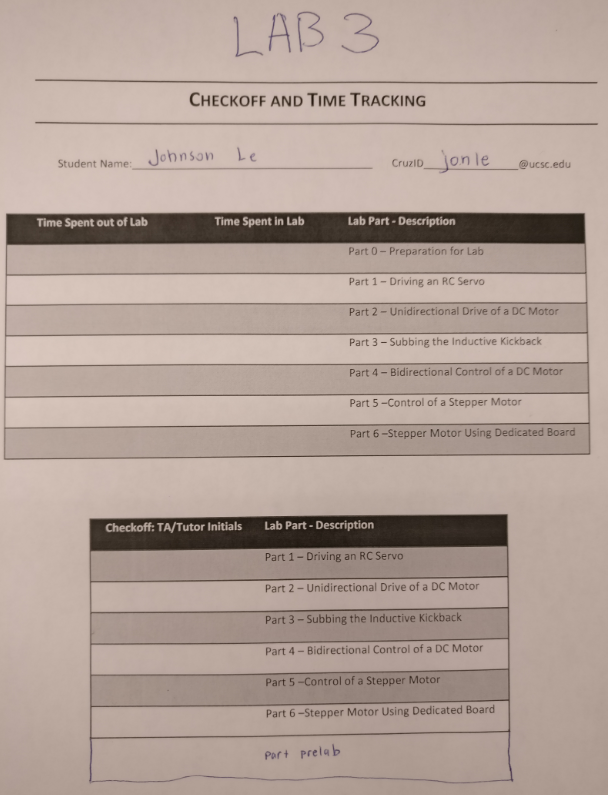 LAB 3
CHECKOFF AND TIME TRACKING
Student Name: Johnson Le CruzID jonle @ucsc.edu
Time Spent out of Lab Time Spent in Lab Lab Part - Description
Part 0 – Preparation for Lab
Part 1 – Driving an RC Servo
Part 2 – Unidirectional Drive of a DC Motor
Part 3 – Subbing the Inductive Kickback
Part 4 – Bidirectional Control of a DC Motor
Part 5 –Control of a Stepper Motor
Part 6 –Stepper Motor Using Dedicated Board
Checkoff: TA/Tutor Initials Lab Part - Description
Part 1 – Driving an RC Servo
Part 2 – Unidirectional Drive of a DC Motor
Part 3 – Subbing the Inductive Kickback
Part 4 – Bidirectional Control of a DC Motor
Part 5 –Control of a Stepper Motor
Part 6 –Stepper Motor Using Dedicated Board
Part prelab